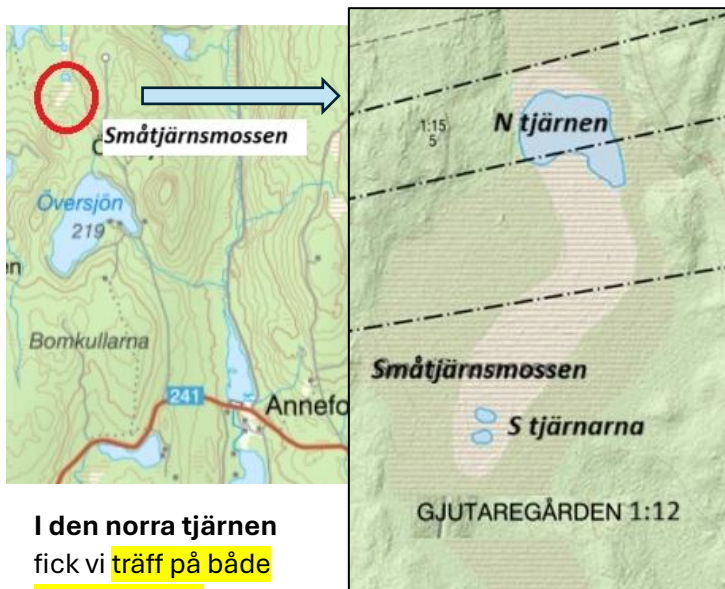 Småtjärnsmossen
Översjön
219
Bomkullarna
241
Annefo
en
I den norra tjärnen
fick vi träff på både
N tjärnen
1:15
5
Småtjärnsmossen
S tjärnarna
GJUTAREGÅRDEN 1:12